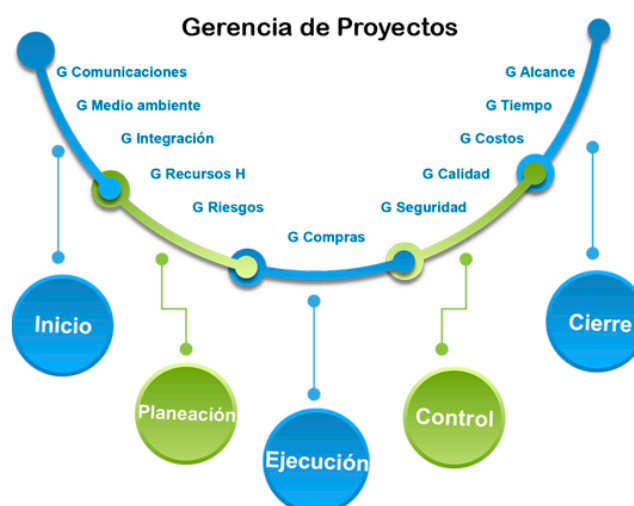 Gerencia de Proyectos
G Comunicaciones
G Medio ambiente
G Integración
G Recursos H
G Riesgos
G Compras
G Seguridad
G Calidad
G Costos
G Tiempo
G Alcance
Inicio
Planeación
Ejecución
Control
Cierre